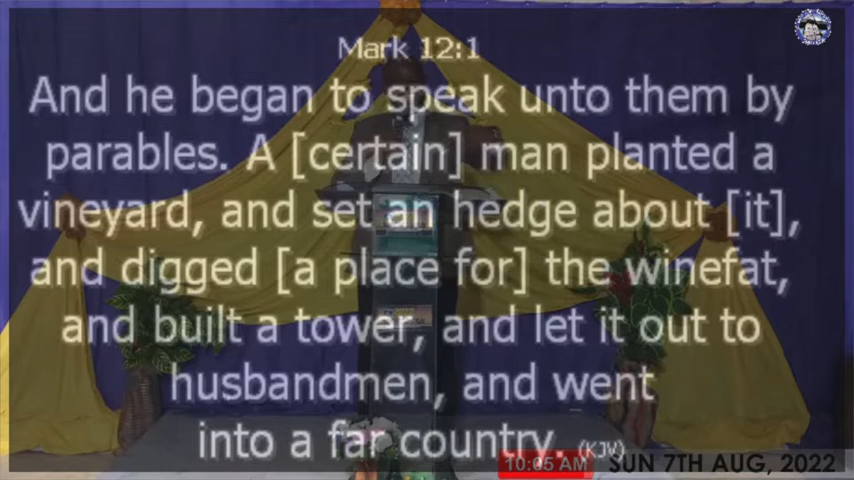 Mark 12:1
And he began to speak unto them by
parables. A [certain] man planted a
vineyard, and set an hedge about [it],
and digged [a place for] the winefat,
and built a tower, and let it out to
husbandmen, and went
into a far country. (KJV)
10:05 AM SUN 7TH AUG, 2022